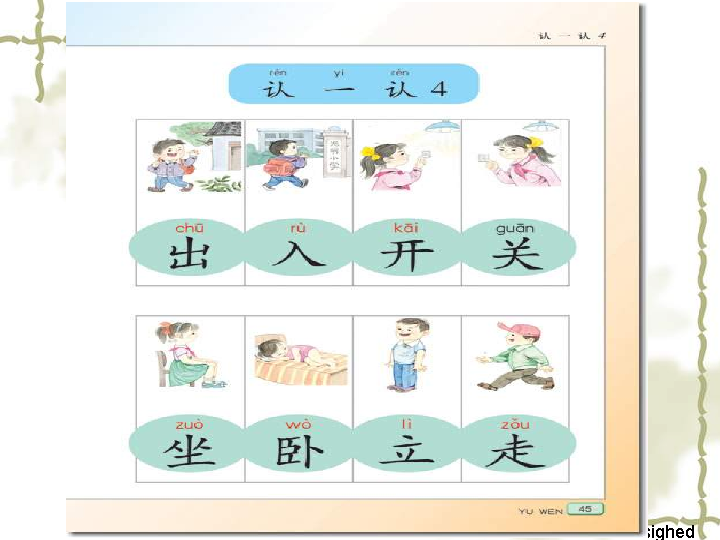 认 一 认 4
rèn yi rèn
认 一 认 4
chū rù kāi guān
出 入 开 关
zuò wò lì zǒu
坐 卧 立 走
YU WEN 45
sighed